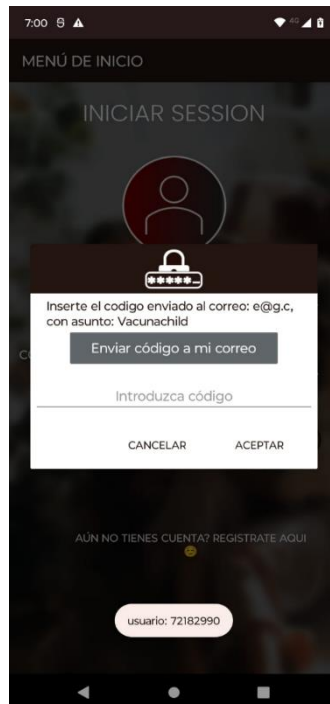 7:00
4G
MENÚ DE INICIO
INICIAR SESSION
*****_
Inserte el codigo enviado al correo: e@g.c,
con asunto: Vacunachild
Enviar código a mi correo
Introduzca código
CANCELAR ACEPTAR
AÚN NO TIENES CUENTA? REGISTRATE AQUI
usuario: 72182990